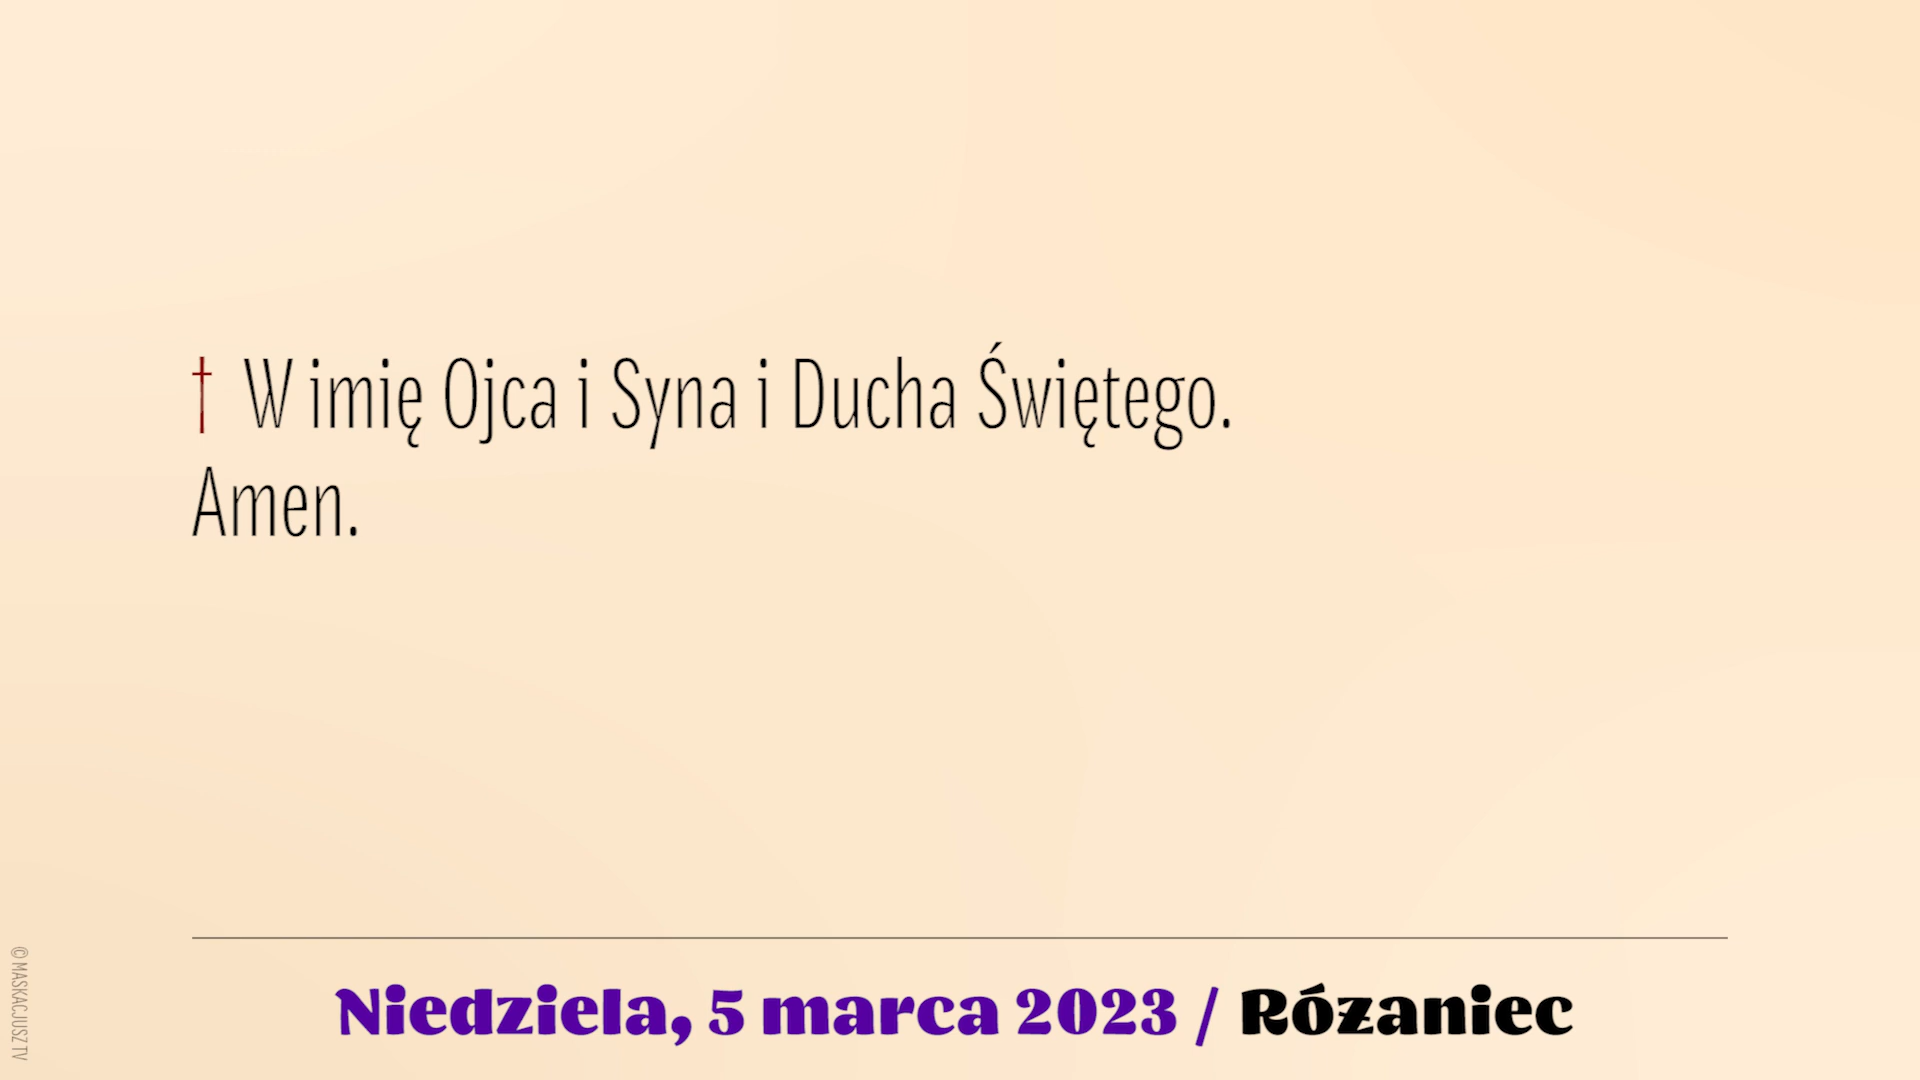 † W imię Ojca i Syna i Ducha Świętego.
Amen.
Niedziela, 5 marca 2023 / Różaniec
© MASKACJUSZ TV